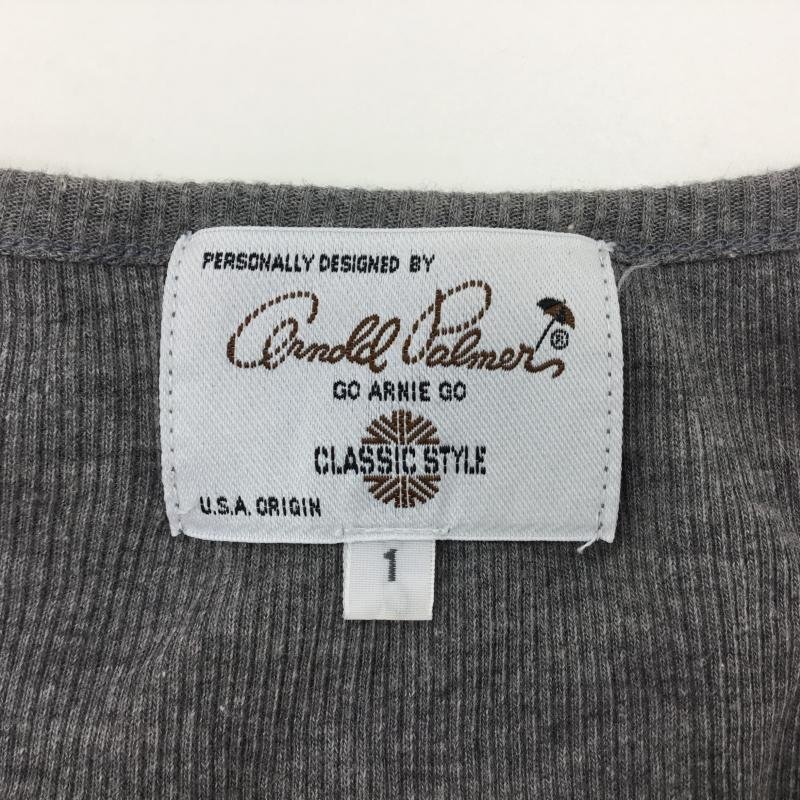 PERSONALLY DESIGNED BY
Arnold Palmer ®
GO ARNIE GO
CLASSIC STYLE
U.S.A. ORIGIN
1